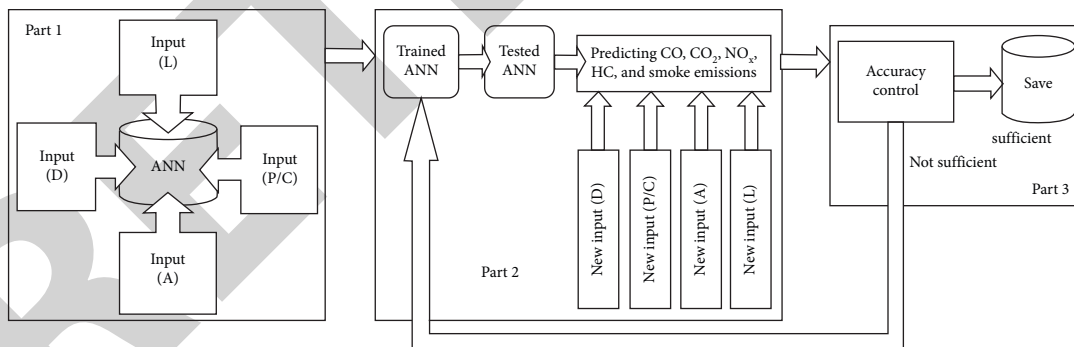 Part 1
Input
(L)
Input
(D)
ANN
Input
(P/C)
Input
(A)
Trained
ANN
Tested
ANN
Predicting CO, CO₂, NOₓ,
HC, and smoke emissions
New input (D)
New input (P/C)
New input (A)
New input (L)
Part 2
Accuracy
control
Save
sufficient
Not sufficient
Part 3